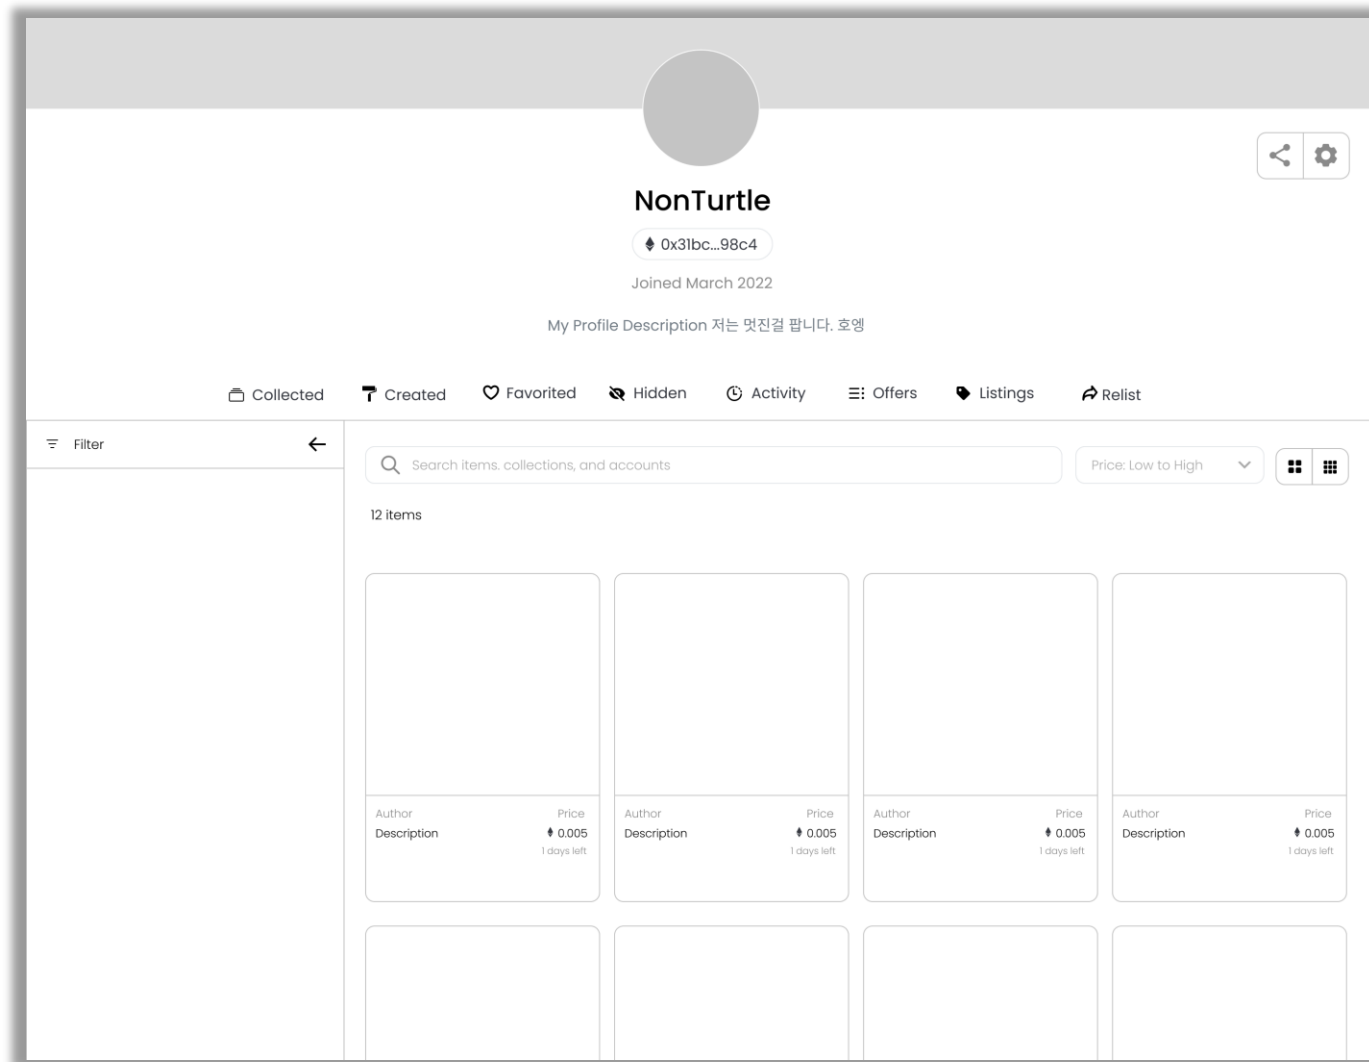 NonTurtle
0x31bc...98c4
Joined March 2022
My Profile Description 저는 멋진걸 팝니다. 호엥
Collected Created Favorited Hidden Activity Offers Listings Relist
Filter
Search items. collections, and accounts
Price: Low to High
12 items
Author Price Author Price Author Price Author Price
Description 0.005 Description 0.005 Description 0.005 Description 0.005
1 days left 1 days left 1 days left 1 days left